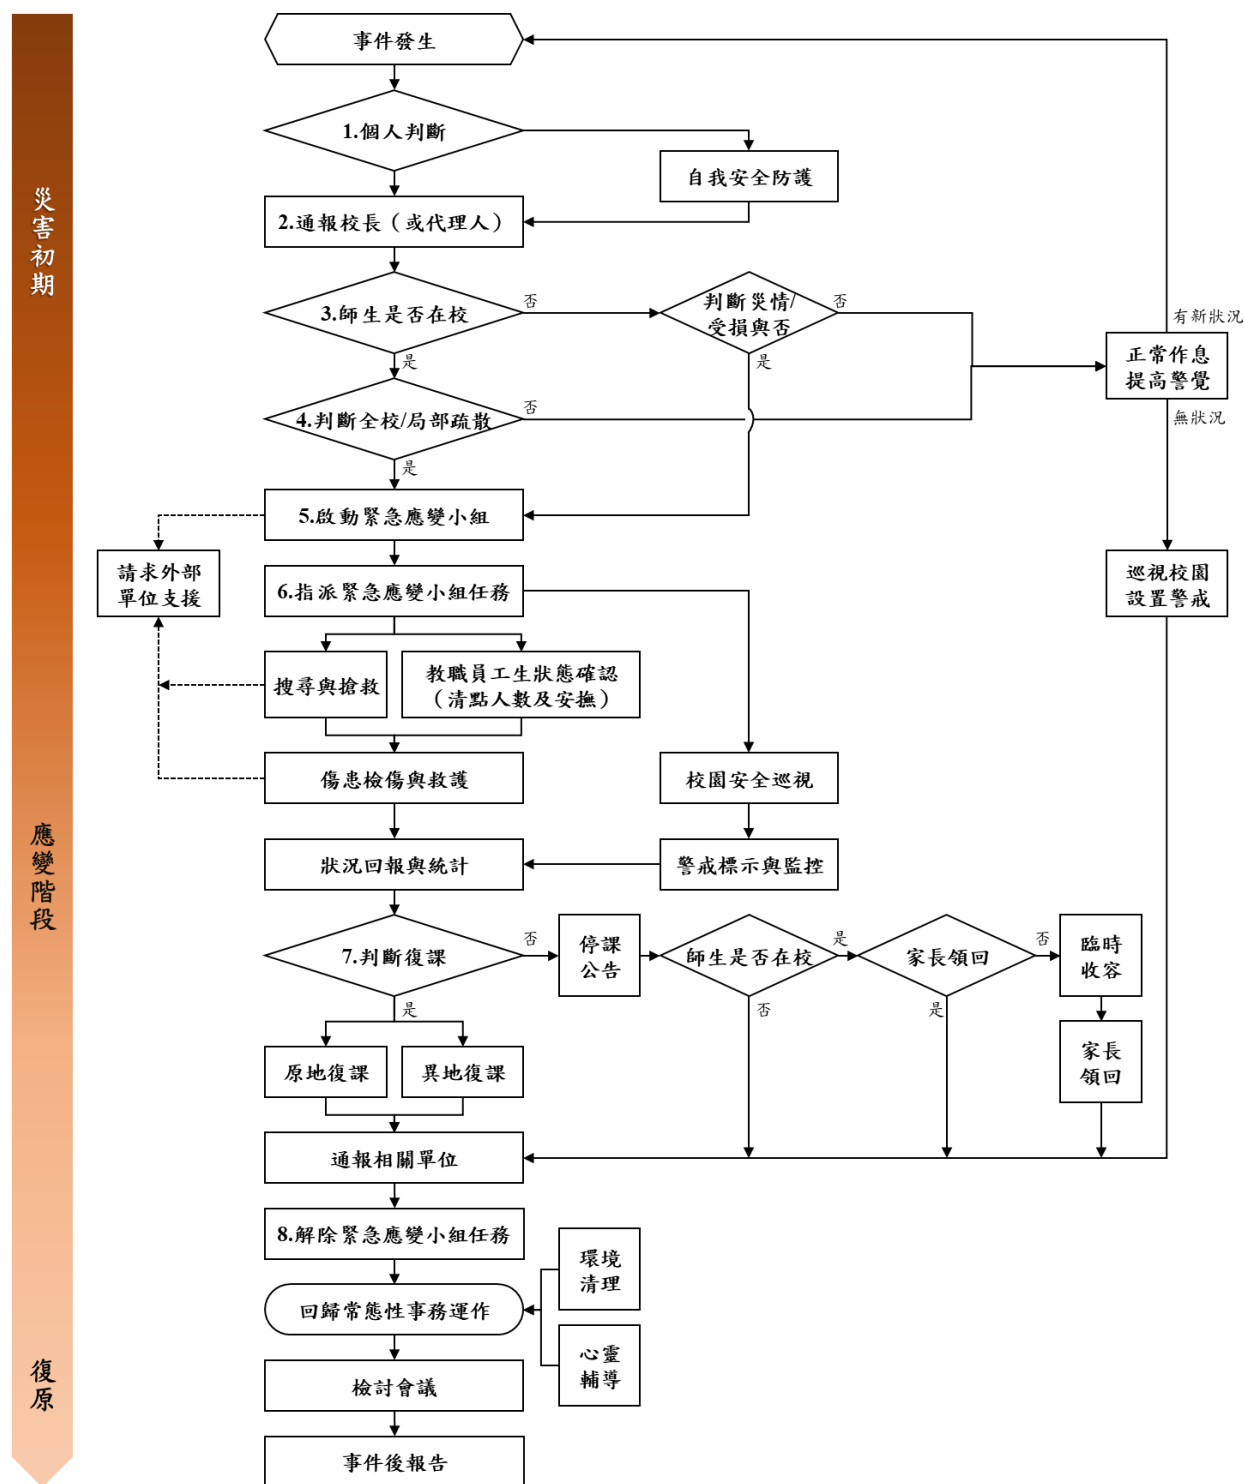 災害初期
應變階段
復原
事件發生
1.個人判斷
自我安全防護
2.通報校長（或代理人）
3.師生是否在校
否
是
判斷災情/
受損與否
否
是
正常作息
提高警覺
有新狀況
無狀況
4.判斷全校/局部疏散
否
是
5.啟動緊急應變小組
請求外部
單位支援
6.指派緊急應變小組任務
巡視校園
設置警戒
搜尋與搶救
教職員工生狀態確認
（清點人數及安撫）
傷患檢傷與救護
校園安全巡視
狀況回報與統計
警戒標示與監控
7.判斷復課
否
是
停課
公告
師生是否在校
是
否
家長領回
否
是
臨時
收容
家長
領回
原地復課
異地復課
通報相關單位
8.解除緊急應變小組任務
環境
清理
回歸常態性事務運作
心靈
輔導
檢討會議
事件後報告